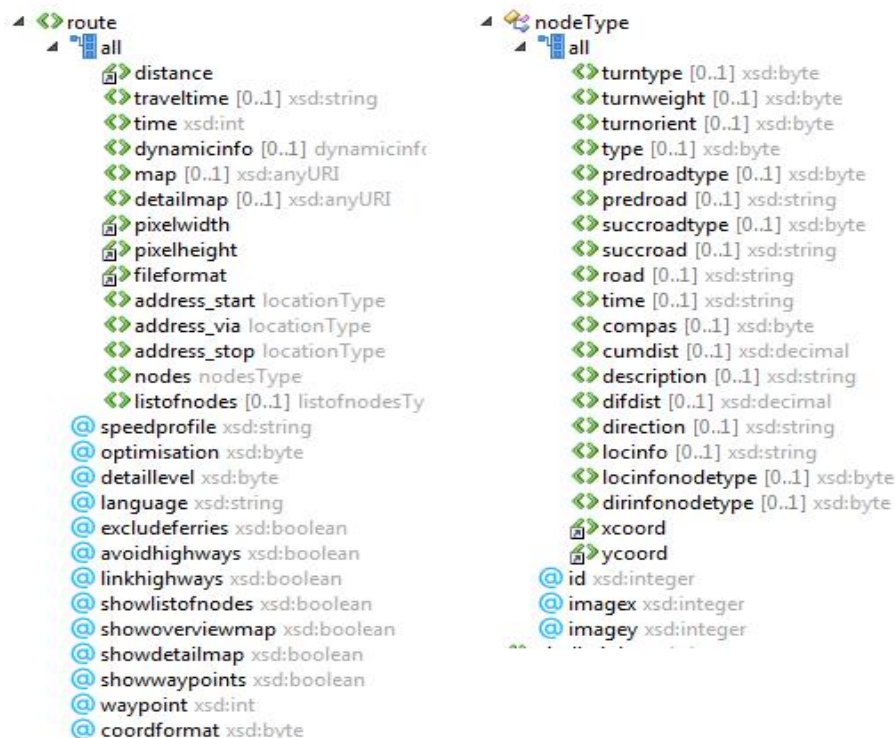 route
all
distance
traveltime [0..1] xsd:string
time xsd:int
dynamicinfo [0..1] dynamicinfo
map [0..1] xsd:anyURI
detailmap [0..1] xsd:anyURI
pixelwidth
pixelheight
fileformat
address_start locationType
address_via locationType
address_stop locationType
nodes nodesType
listofnodes [0..1] listofnodesTy
@ speedprofile xsd:string
@ optimisation xsd:byte
@ detaillevel xsd:byte
@ language xsd:string
@ excludeferries xsd:boolean
@ avoidhighways xsd:boolean
@ linkhighways xsd:boolean
@ showlistofnodes xsd:boolean
@ showoverviewmap xsd:boolean
@ showdetailmap xsd:boolean
@ showwaypoints xsd:boolean
@ waypoint xsd:int
@ coordformat xsd:byte
nodeType
all
turntype [0..1] xsd:byte
turnweight [0..1] xsd:byte
turnorient [0..1] xsd:byte
type [0..1] xsd:byte
predroadtype [0..1] xsd:byte
predroad [0..1] xsd:string
succroadtype [0..1] xsd:byte
succroad [0..1] xsd:string
road [0..1] xsd:string
time [0..1] xsd:string
compas [0..1] xsd:byte
cumdist [0..1] xsd:decimal
description [0..1] xsd:string
difdist [0..1] xsd:decimal
direction [0..1] xsd:string
locinfo [0..1] xsd:string
locinfonodetype [0..1] xsd:byte
dirinfonodetype [0..1] xsd:byte
xcoord
ycoord
@ id xsd:integer
@ imagex xsd:integer
@ imagey xsd:integer